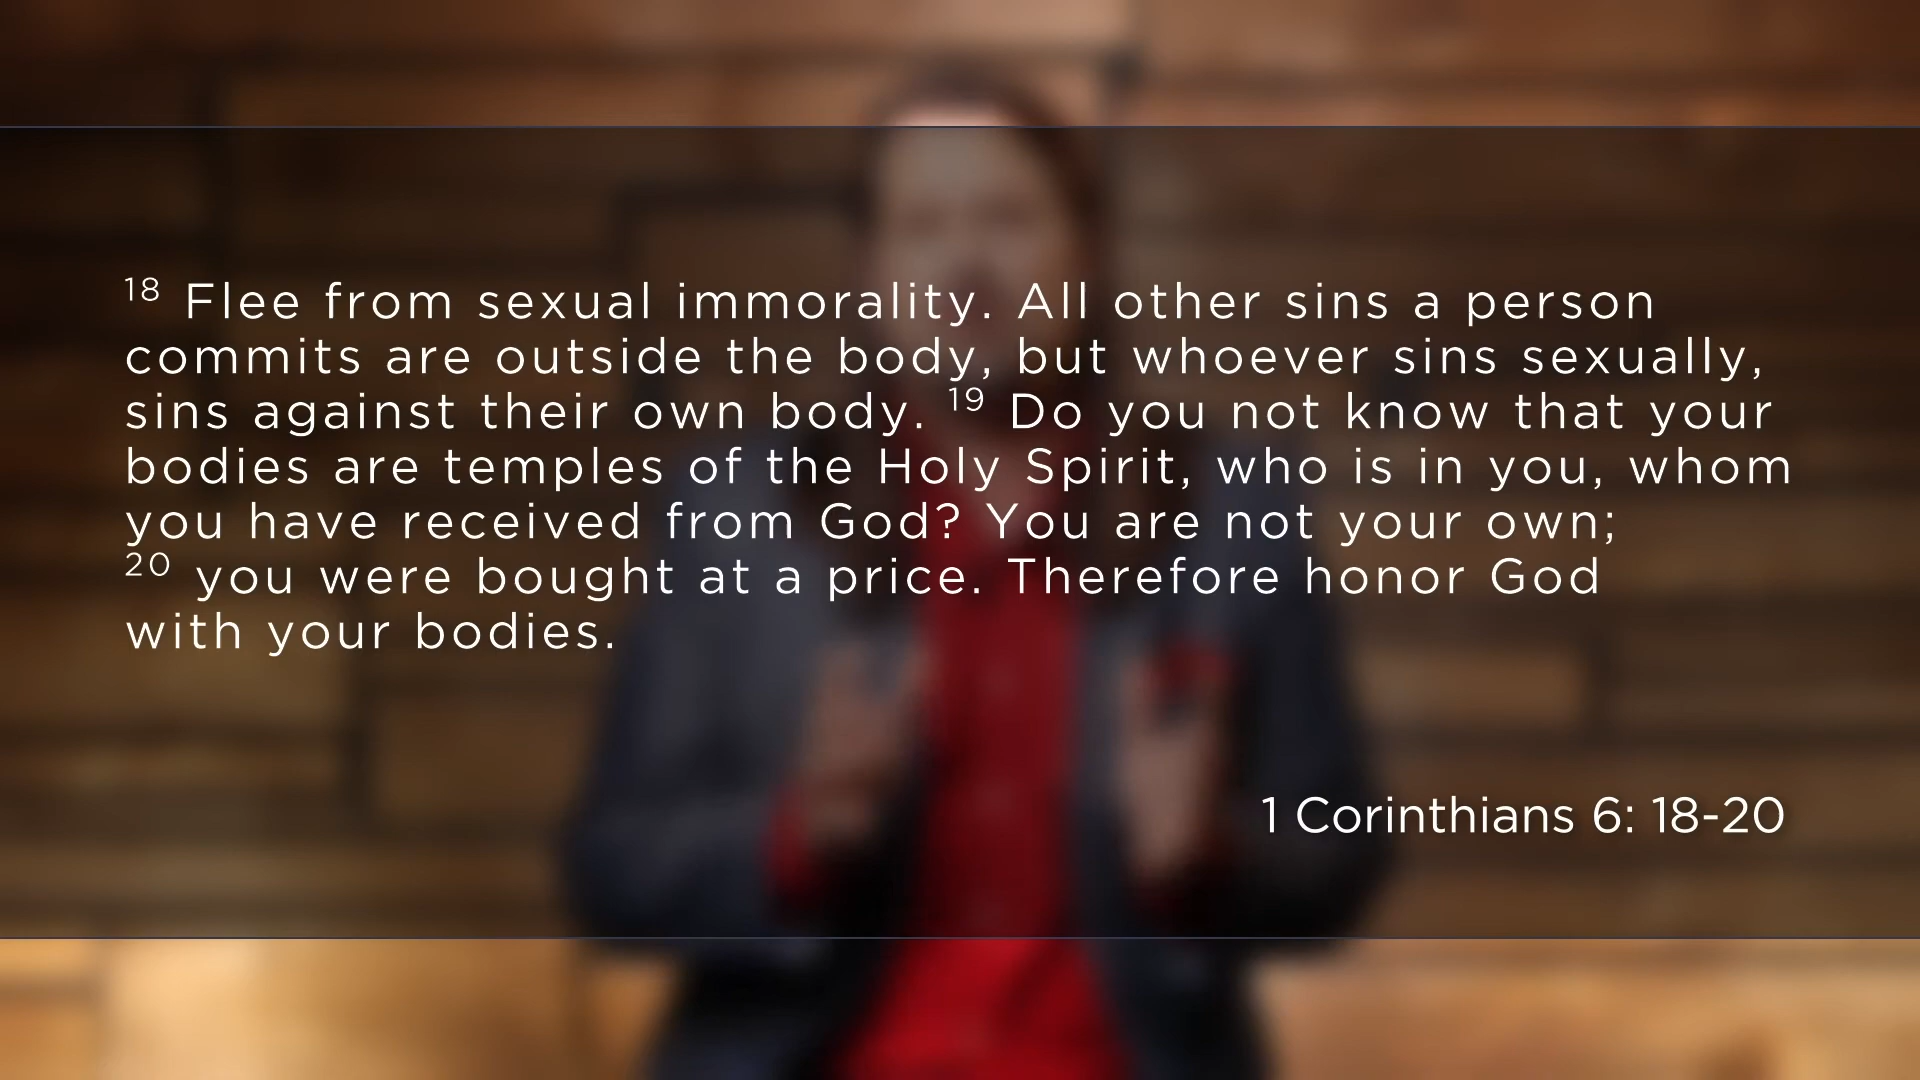 18 Flee from sexual immorality. All other sins a person
commits are outside the body, but whoever sins sexually,
sins against their own body. 19 Do you not know that your
bodies are temples of the Holy Spirit, who is in you, whom
you have received from God? You are not your own;
20 you were bought at a price. Therefore honor God
with your bodies.
1 Corinthians 6: 18-20